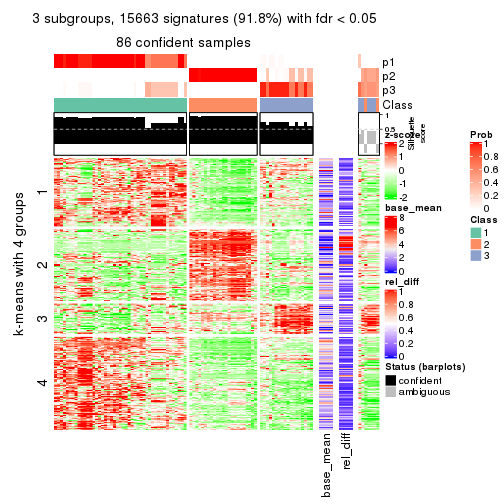 3 subgroups, 15663 signatures (91.8%) with fdr < 0.05
86 confident samples
p1
p2
p3
Class
1
0.5
0
Silhouette
score
k-means with 4 groups
1
2
3
4
base_mean
rel_diff
z-score
2
1
0
-1
-2
base_mean
8
6
4
2
0
rel_diff
1
0.8
0.6
0.4
0.2
0
Status (barplots)
confident
ambiguous
Prob
1
0.8
0.6
0.4
0.2
0
Class
1
2
3